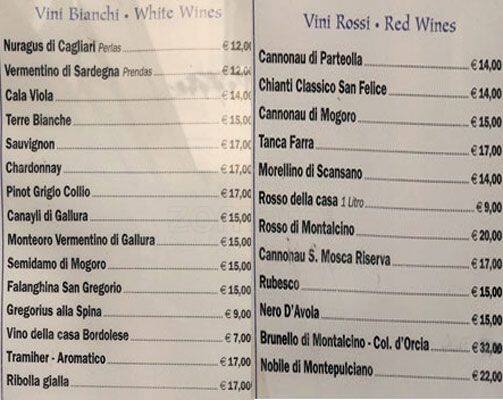 Vini Bianchi • White Wines
Nuragus di Cagliari Perlas € 12,00
Vermentino di Sardegna Prendas € 12,00
Cala Viola € 14,00
Terre Bianche € 15,00
Sauvignon € 17,00
Chardonnay € 17,00
Pinot Grigio Collio € 17,00
Canayli di Gallura € 15,00
Monteoro Vermentino di Gallura € 15,00
Semidamo di Mogoro € 15,00
Falanghina San Gregorio € 15,00
Gregorius alla Spina € 9,00
Vino della casa Bordolese € 7,00
Tramiher - Aromatico € 17,00
Ribolla gialla € 17,00
Vini Rossi • Red Wines
Cannonau di Parteolla € 14,00
Chianti Classico San Felice € 14,00
Cannonau di Mogoro € 15,00
Tanca Farra € 17,00
Morellino di Scansano € 14,00
Rosso della casa 1 Litro € 9,00
Rosso di Montalcino € 20,00
Cannonau S. Mosca Riserva € 17,00
Rubesco € 15,00
Nero D'Avola € 15,00
Brunello di Montalcino - Col. d'Orcia € 32,00
Nobile di Montepulciano € 22,00